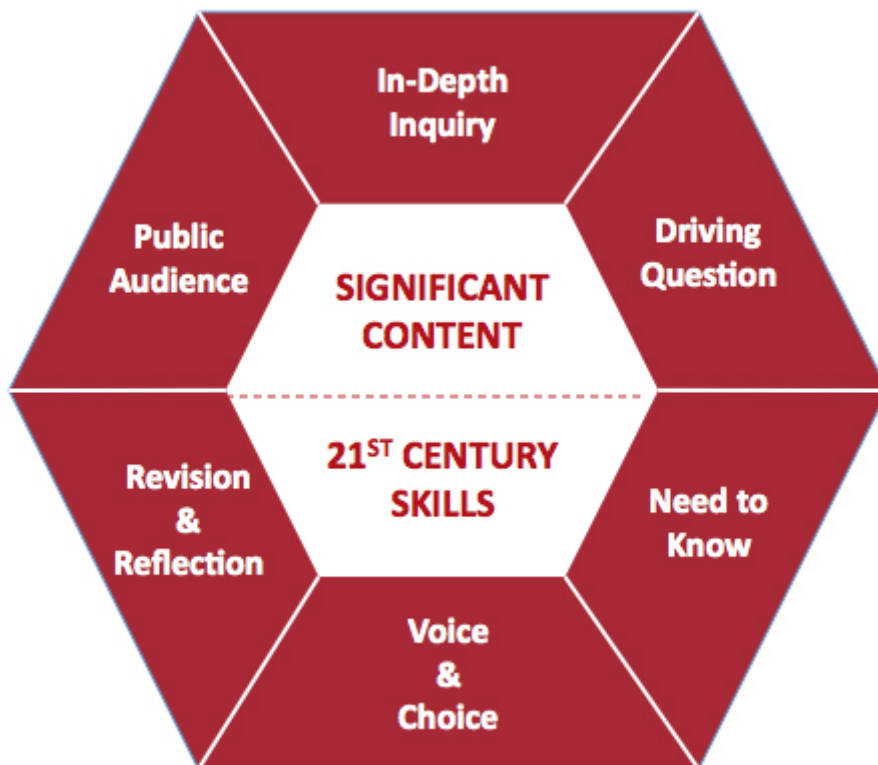 In-Depth
Inquiry
Driving
Question
Need to
Know
Voice
&
Choice
Revision
&
Reflection
Public
Audience
SIGNIFICANT
CONTENT
21ST CENTURY
SKILLS